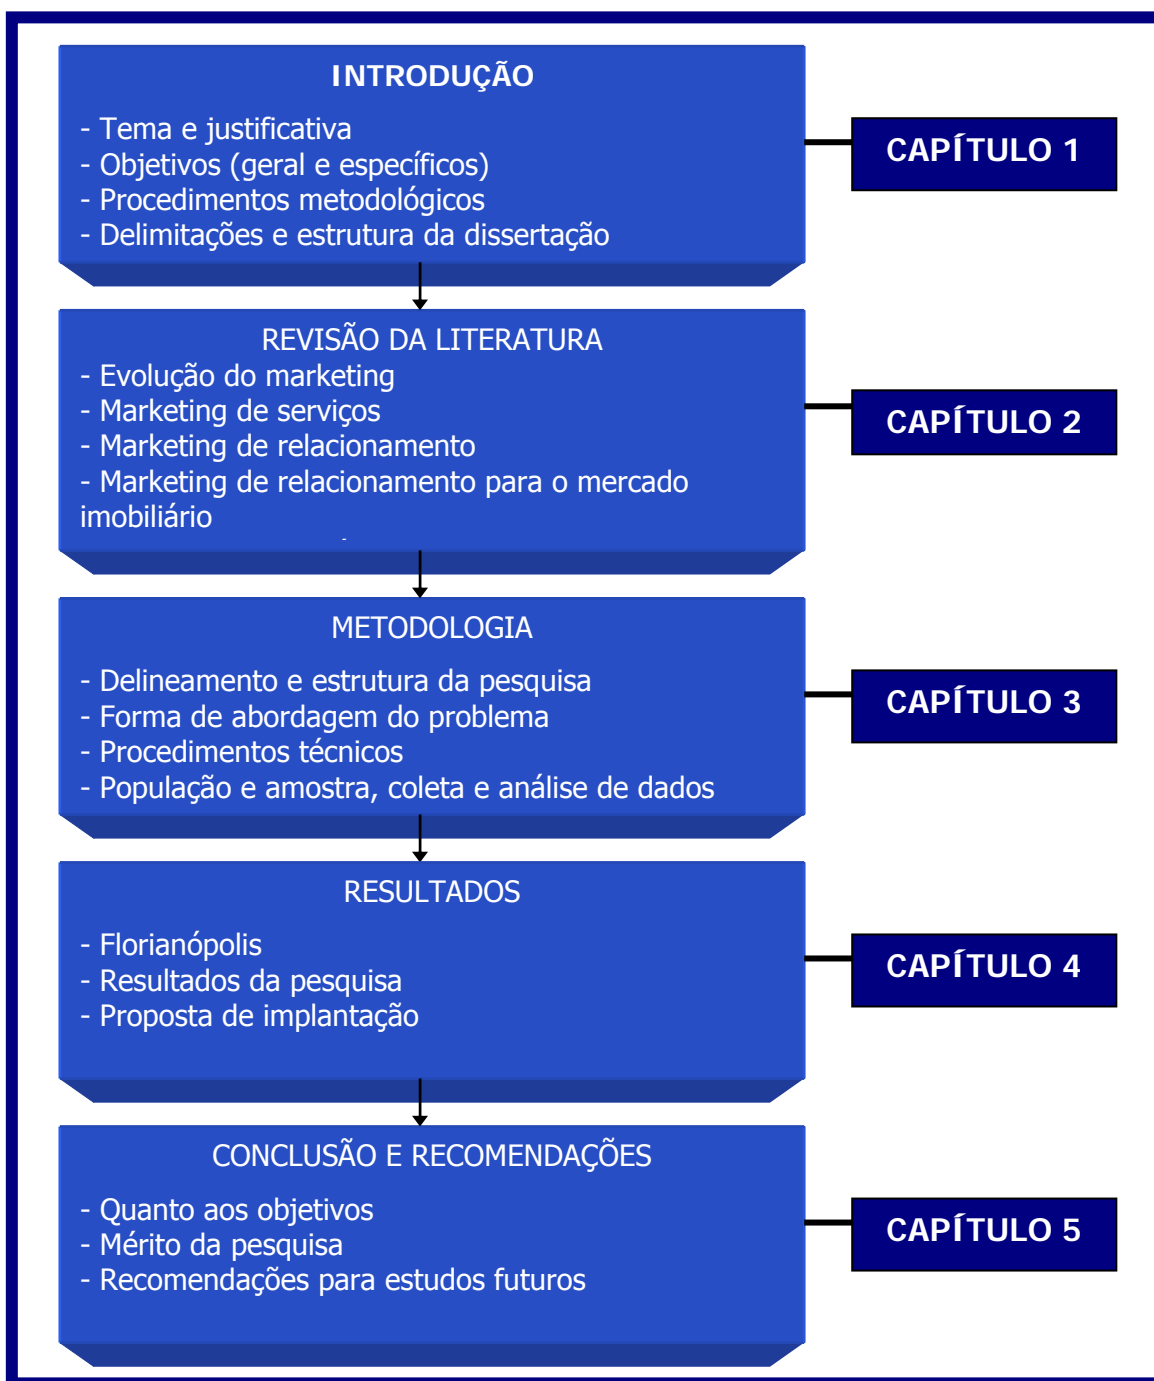 INTRODUÇÃO
- Tema e justificativa
- Objetivos (geral e específicos)
- Procedimentos metodológicos
- Delimitações e estrutura da dissertação
CAPÍTULO 1
REVISÃO DA LITERATURA
- Evolução do marketing
- Marketing de serviços
- Marketing de relacionamento
- Marketing de relacionamento para o mercado
imobiliário
CAPÍTULO 2
METODOLOGIA
- Delineamento e estrutura da pesquisa
- Forma de abordagem do problema
- Procedimentos técnicos
- População e amostra, coleta e análise de dados
CAPÍTULO 3
RESULTADOS
- Florianópolis
- Resultados da pesquisa
- Proposta de implantação
CAPÍTULO 4
CONCLUSÃO E RECOMENDAÇÕES
- Quanto aos objetivos
- Mérito da pesquisa
- Recomendações para estudos futuros
CAPÍTULO 5